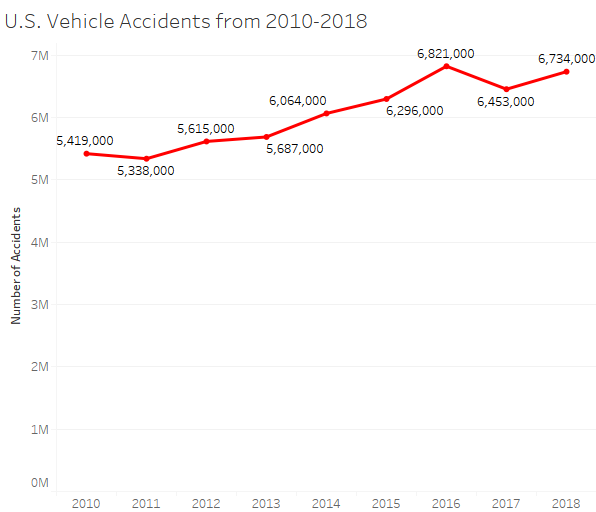 U.S. Vehicle Accidents from 2010-2018
Number of Accidents
7M
6M
5M
4M
3M
2M
1M
0M
5,419,000
5,338,000
5,615,000
5,687,000
6,064,000
6,296,000
6,821,000
6,453,000
6,734,000
2010 2011 2012 2013 2014 2015 2016 2017 2018